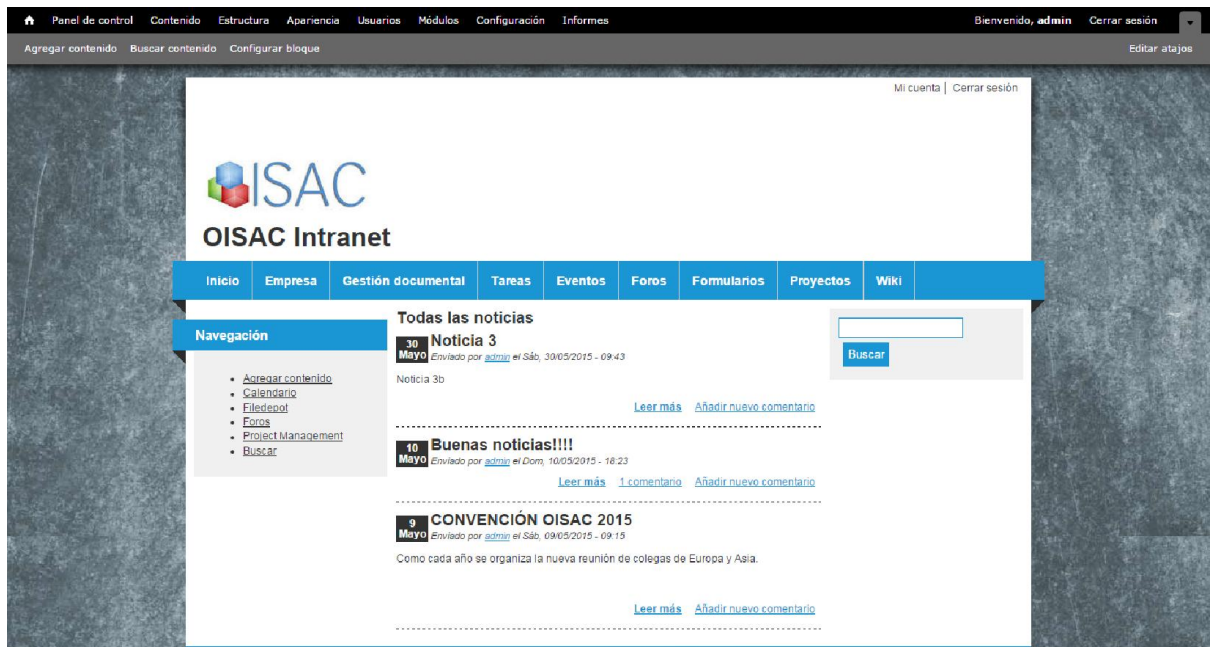 Panel de control Contenido Estructura Apariencia Usuarios Módulos Configuración Informes Bienvenido, admin Cerrar sesión
Agregar contenido Buscar contenido Configurar bloque Editar atajos
Mi cuenta | Cerrar sesión
ISAC
OISAC Intranet
Inicio Empresa Gestión documental Tareas Eventos Foros Formularios Proyectos Wiki
Navegación
Agregar contenido
Calendario
Filedepot
Foros
Project Management
Buscar
Todas las noticias
30 Mayo
Noticia 3
Enviado por admin el Sáb, 30/05/2015 - 09:43
Noticia 3b
Leer más Añadir nuevo comentario
10 Mayo
Buenas noticias!!!!
Enviado por admin el Dom, 10/05/2015 - 18:23
Leer más 1 comentario Añadir nuevo comentario
9 Mayo
CONVENCIÓN OISAC 2015
Enviado por admin el Sáb, 09/05/2015 - 09:15
Como cada año se organiza la nueva reunión de colegas de Europa y Asia.
Leer más Añadir nuevo comentario
Buscar